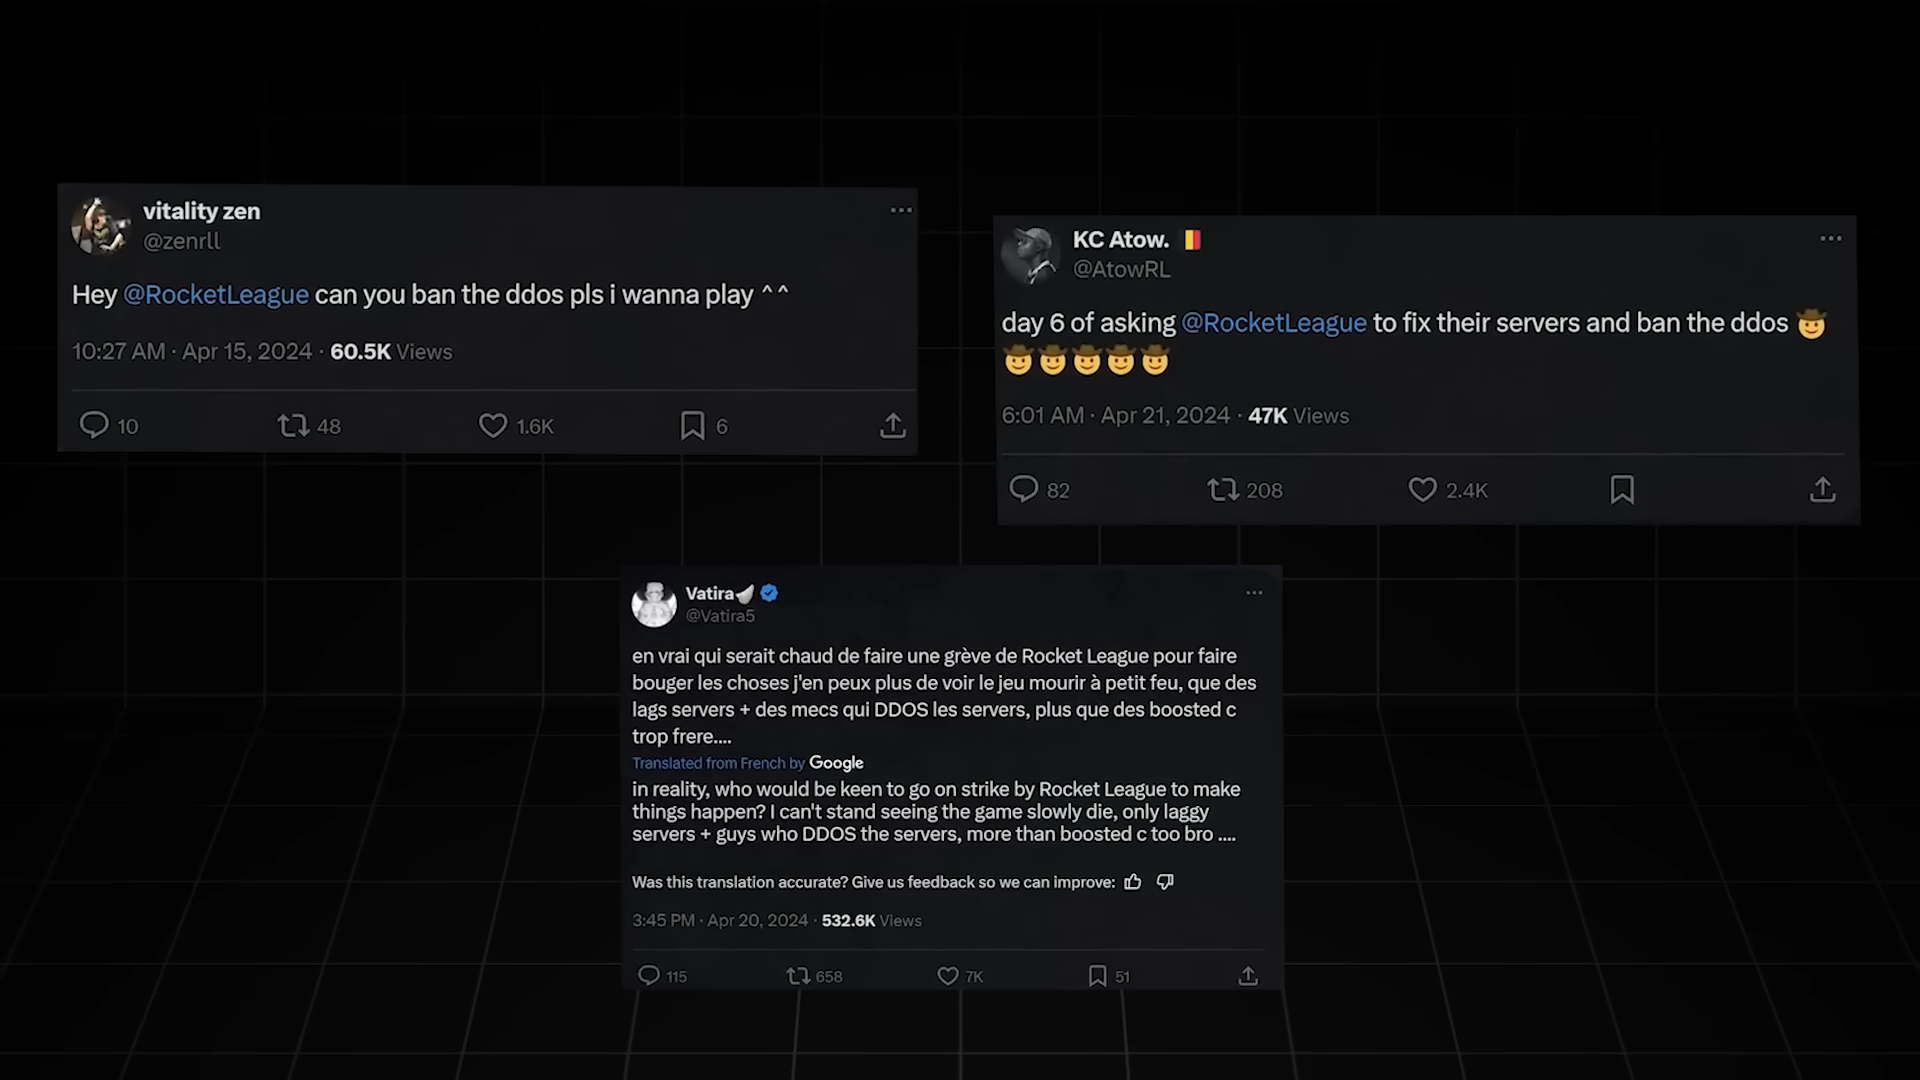 vitality zen
@zenrll
Hey @RocketLeague can you ban the ddos pls i wanna play ^^
10:27 AM · Apr 15, 2024 · 60.5K Views
10 48 1.6K 6
KC Atow. 🇧🇪
@AtowRL
day 6 of asking @RocketLeague to fix their servers and ban the ddos 🤠
🤠🤠🤠🤠🤠
6:01 AM · Apr 21, 2024 · 47K Views
82 208 2.4K
Vatira
@Vatira5
en vrai qui serait chaud de faire une grève de Rocket League pour faire
bouger les choses j'en peux plus de voir le jeu mourir à petit feu, que des
lags servers + des mecs qui DDOS les servers, plus que des boosted c
trop frere....
Translated from French by Google
in reality, who would be keen to go on strike by Rocket League to make
things happen? I can't stand seeing the game slowly die, only laggy
servers + guys who DDOS the servers, more than boosted c too bro ....
Was this translation accurate? Give us feedback so we can improve:
3:45 PM · Apr 20, 2024 · 532.6K Views
115 658 7K 51